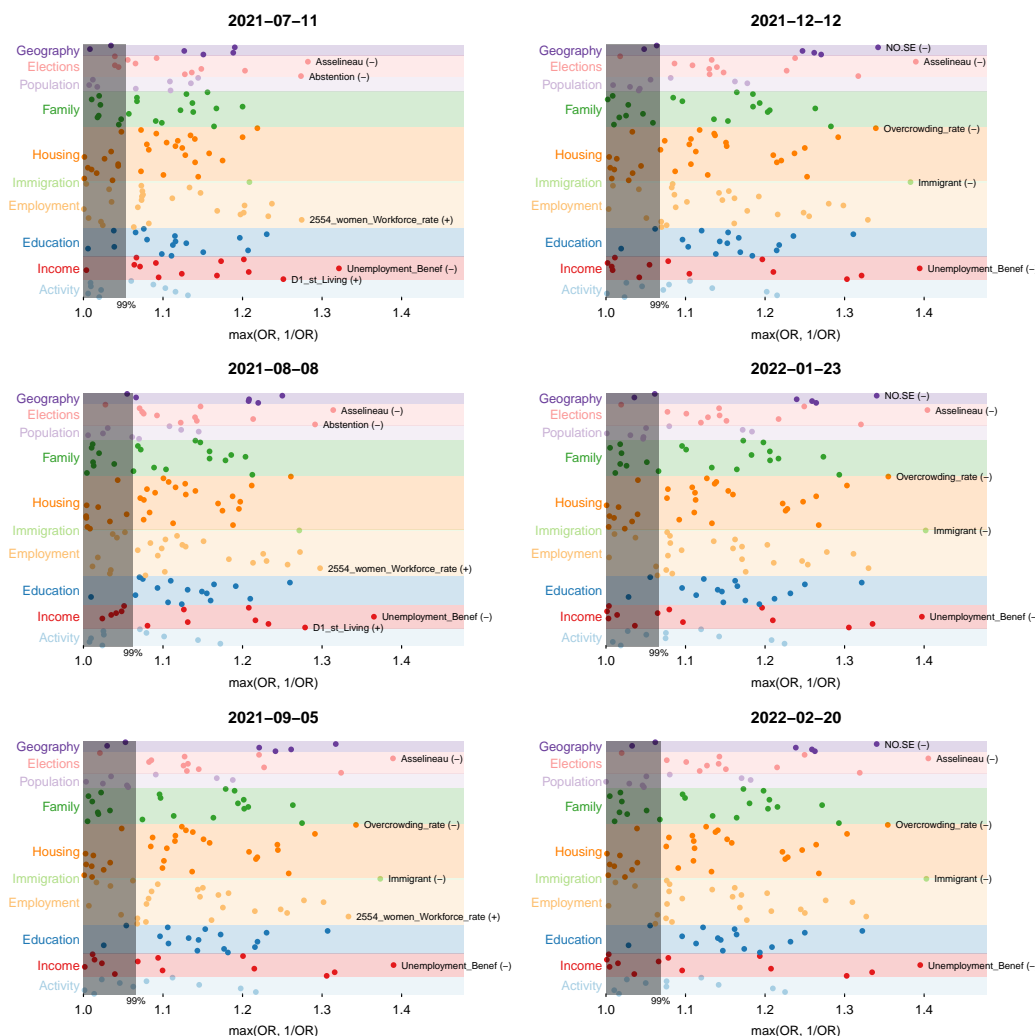 2021−07−11
Geography
Elections
Population
Family
Housing
Immigration
Employment
Education
Income
Activity
Asselineau (−)
Abstention (−)
2554_women_Workforce_rate (+)
Unemployment_Benef (−)
D1_st_Living (+)
99%
1.0 1.1 1.2 1.3 1.4
max(OR, 1/OR)
2021−12−12
Geography
Elections
Population
Family
Housing
Immigration
Employment
Education
Income
Activity
NO.SE (−)
Asselineau (−)
Overcrowding_rate (−)
Immigrant (−)
Unemployment_Benef (−
99%
1.0 1.1 1.2 1.3 1.4
max(OR, 1/OR)
2021−08−08
Geography
Elections
Population
Family
Housing
Immigration
Employment
Education
Income
Activity
Asselineau (−)
Abstention (−)
2554_women_Workforce_rate (+)
Unemployment_Benef (−)
D1_st_Living (+)
99%
1.0 1.1 1.2 1.3 1.4
max(OR, 1/OR)
2022−01−23
Geography
Elections
Population
Family
Housing
Immigration
Employment
Education
Income
Activity
NO.SE (−)
Asselineau (−)
Overcrowding_rate (−)
Immigrant (−)
Unemployment_Benef (−
99%
1.0 1.1 1.2 1.3 1.4
max(OR, 1/OR)
2021−09−05
Geography
Elections
Population
Family
Housing
Immigration
Employment
Education
Income
Activity
Asselineau (−)
Overcrowding_rate (−)
Immigrant (−)
2554_women_Workforce_rate (+)
Unemployment_Benef (−)
99%
1.0 1.1 1.2 1.3 1.4
max(OR, 1/OR)
2022−02−20
Geography
Elections
Population
Family
Housing
Immigration
Employment
Education
Income
Activity
NO.SE (−)
Asselineau (−)
Overcrowding_rate (−)
Immigrant (−)
Unemployment_Benef (−
99%
1.0 1.1 1.2 1.3 1.4
max(OR, 1/OR)